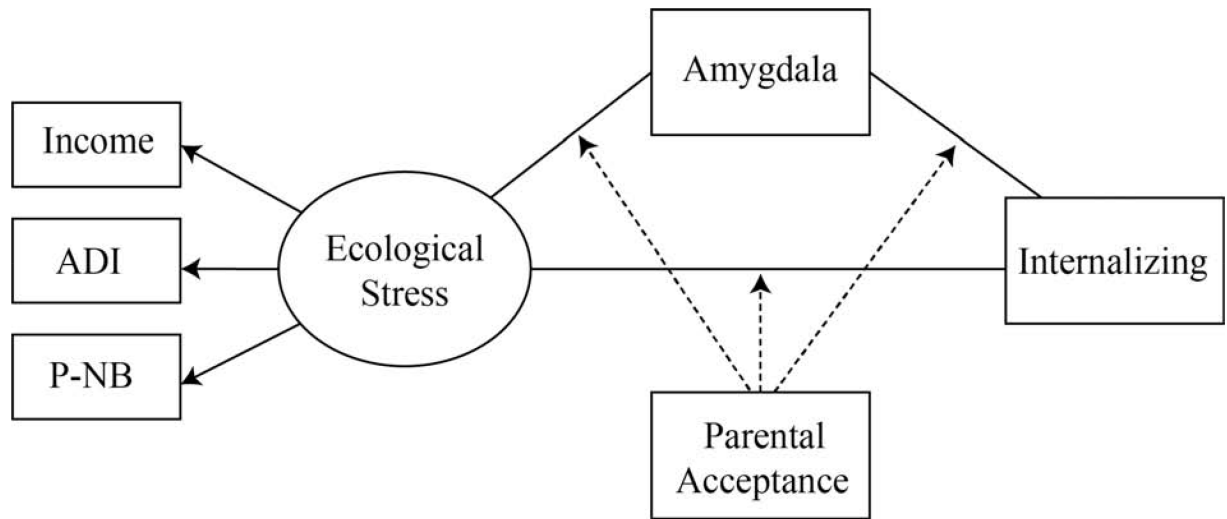 Amygdala
Income
ADI
P-NB
Ecological
Stress
Internalizing
Parental
Acceptance